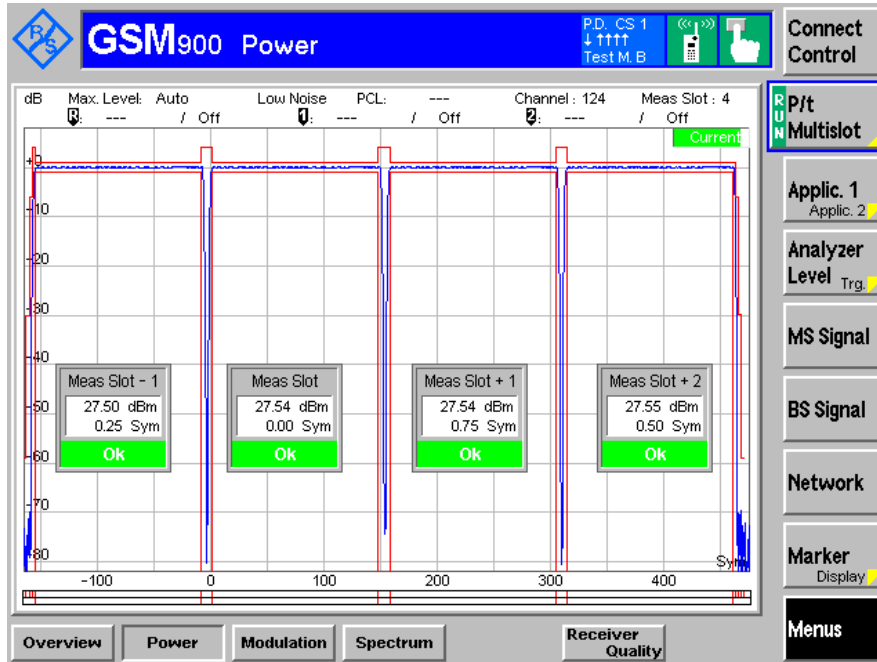 R/S
GSM900 Power
P.D. CS 1
↓↑↑↑↑
Test M. B
Connect Control
dB Max. Level: Auto Low Noise PCL: --- Channel : 124 Meas Slot : 4
R: --- / Off 1: --- / Off 2: --- / Off
Current
RUN
P/t Multislot
Applic. 1
Applic. 2
Analyzer Level Trg.
MS Signal
BS Signal
Network
Marker
Display
Menus
+0
-10
-20
-30
-40
-50
-60
-70
-80
Meas Slot - 1
27.50 dBm
0.25 Sym
Ok
Meas Slot
27.54 dBm
0.00 Sym
Ok
Meas Slot + 1
27.54 dBm
0.75 Sym
Ok
Meas Slot + 2
27.55 dBm
0.50 Sym
Ok
-100 0 100 200 300 400
Overview Power Modulation Spectrum Receiver Quality